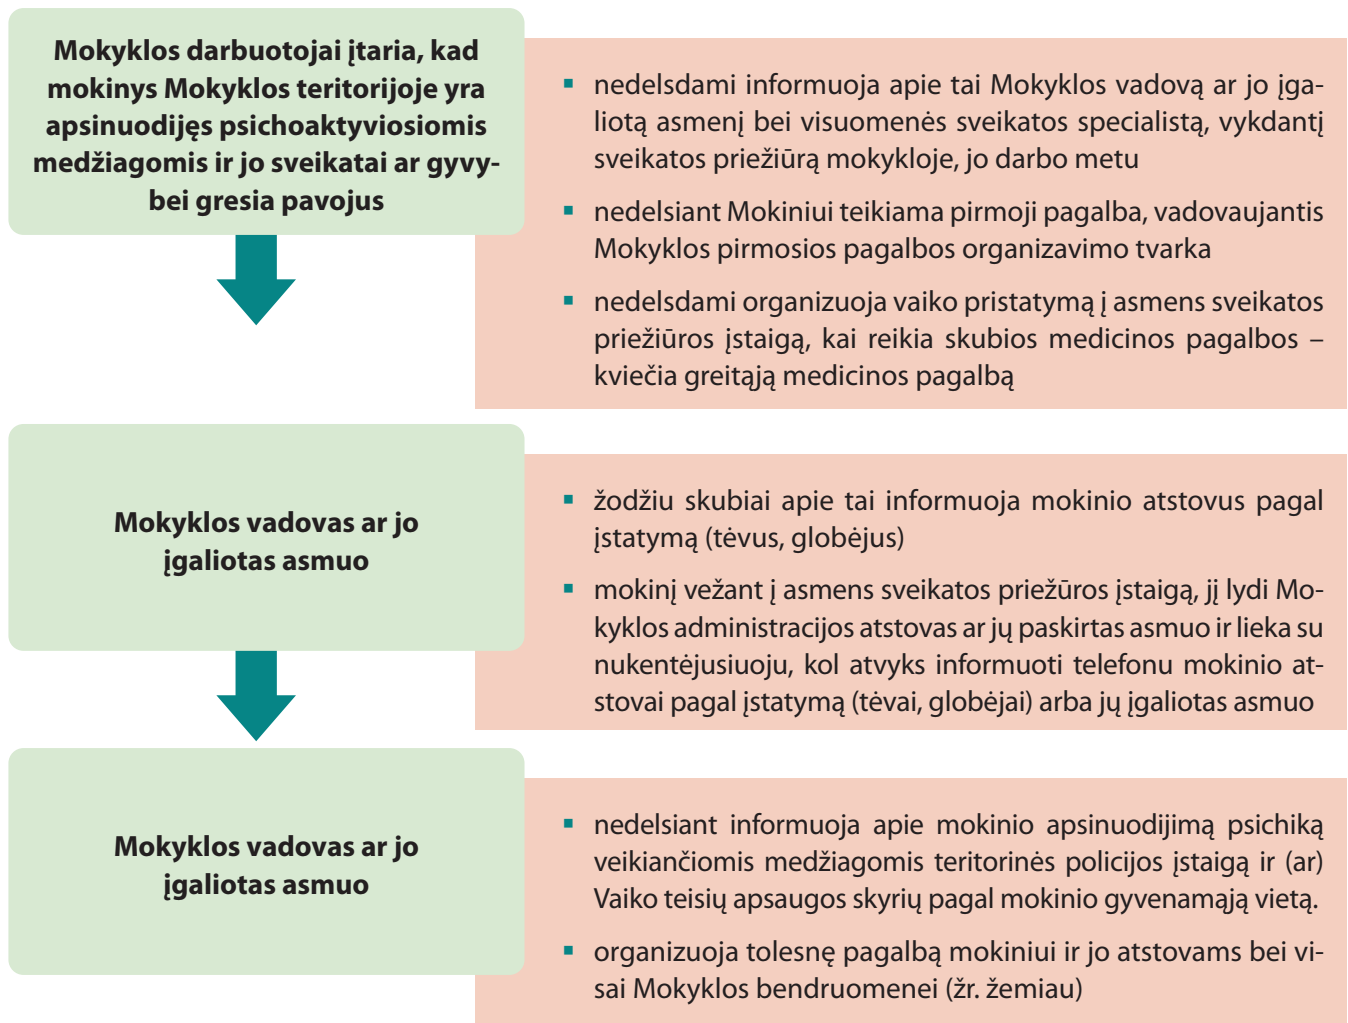 Mokyklos darbuotojai įtaria, kad
mokinys Mokyklos teritorijoje yra
apsinuodijęs psichoaktyviosiomis
medžiagomis ir jo sveikatai ar gyvy-
bei gresia pavojus
▪ nedelsdami informuoja apie tai Mokyklos vadovą ar jo įga-
liotą asmenį bei visuomenės sveikatos specialistą, vykdantį
sveikatos priežiūrą mokykloje, jo darbo metu
▪ nedelsiant Mokiniui teikiama pirmoji pagalba, vadovaujantis
Mokyklos pirmosios pagalbos organizavimo tvarka
▪ nedelsdami organizuoja vaiko pristatymą į asmens sveikatos
priežiūros įstaigą, kai reikia skubios medicinos pagalbos –
kviečia greitąją medicinos pagalbą
Mokyklos vadovas ar jo
įgaliotas asmuo
▪ žodžiu skubiai apie tai informuoja mokinio atstovus pagal
įstatymą (tėvus, globėjus)
▪ mokinį vežant į asmens sveikatos priežūros įstaigą, jį lydi Mo-
kyklos administracijos atstovas ar jų paskirtas asmuo ir lieka su
nukentėjusiuoju, kol atvyks informuoti telefonu mokinio at-
stovai pagal įstatymą (tėvai, globėjai) arba jų įgaliotas asmuo
Mokyklos vadovas ar jo
įgaliotas asmuo
▪ nedelsiant informuoja apie mokinio apsinuodijimą psichiką
veikiančiomis medžiagomis teritorinės policijos įstaigą ir (ar)
Vaiko teisių apsaugos skyrių pagal mokinio gyvenamąją vietą.
▪ organizuoja tolesnę pagalbą mokiniui ir jo atstovams bei vi-
sai Mokyklos bendruomenei (žr. žemiau)